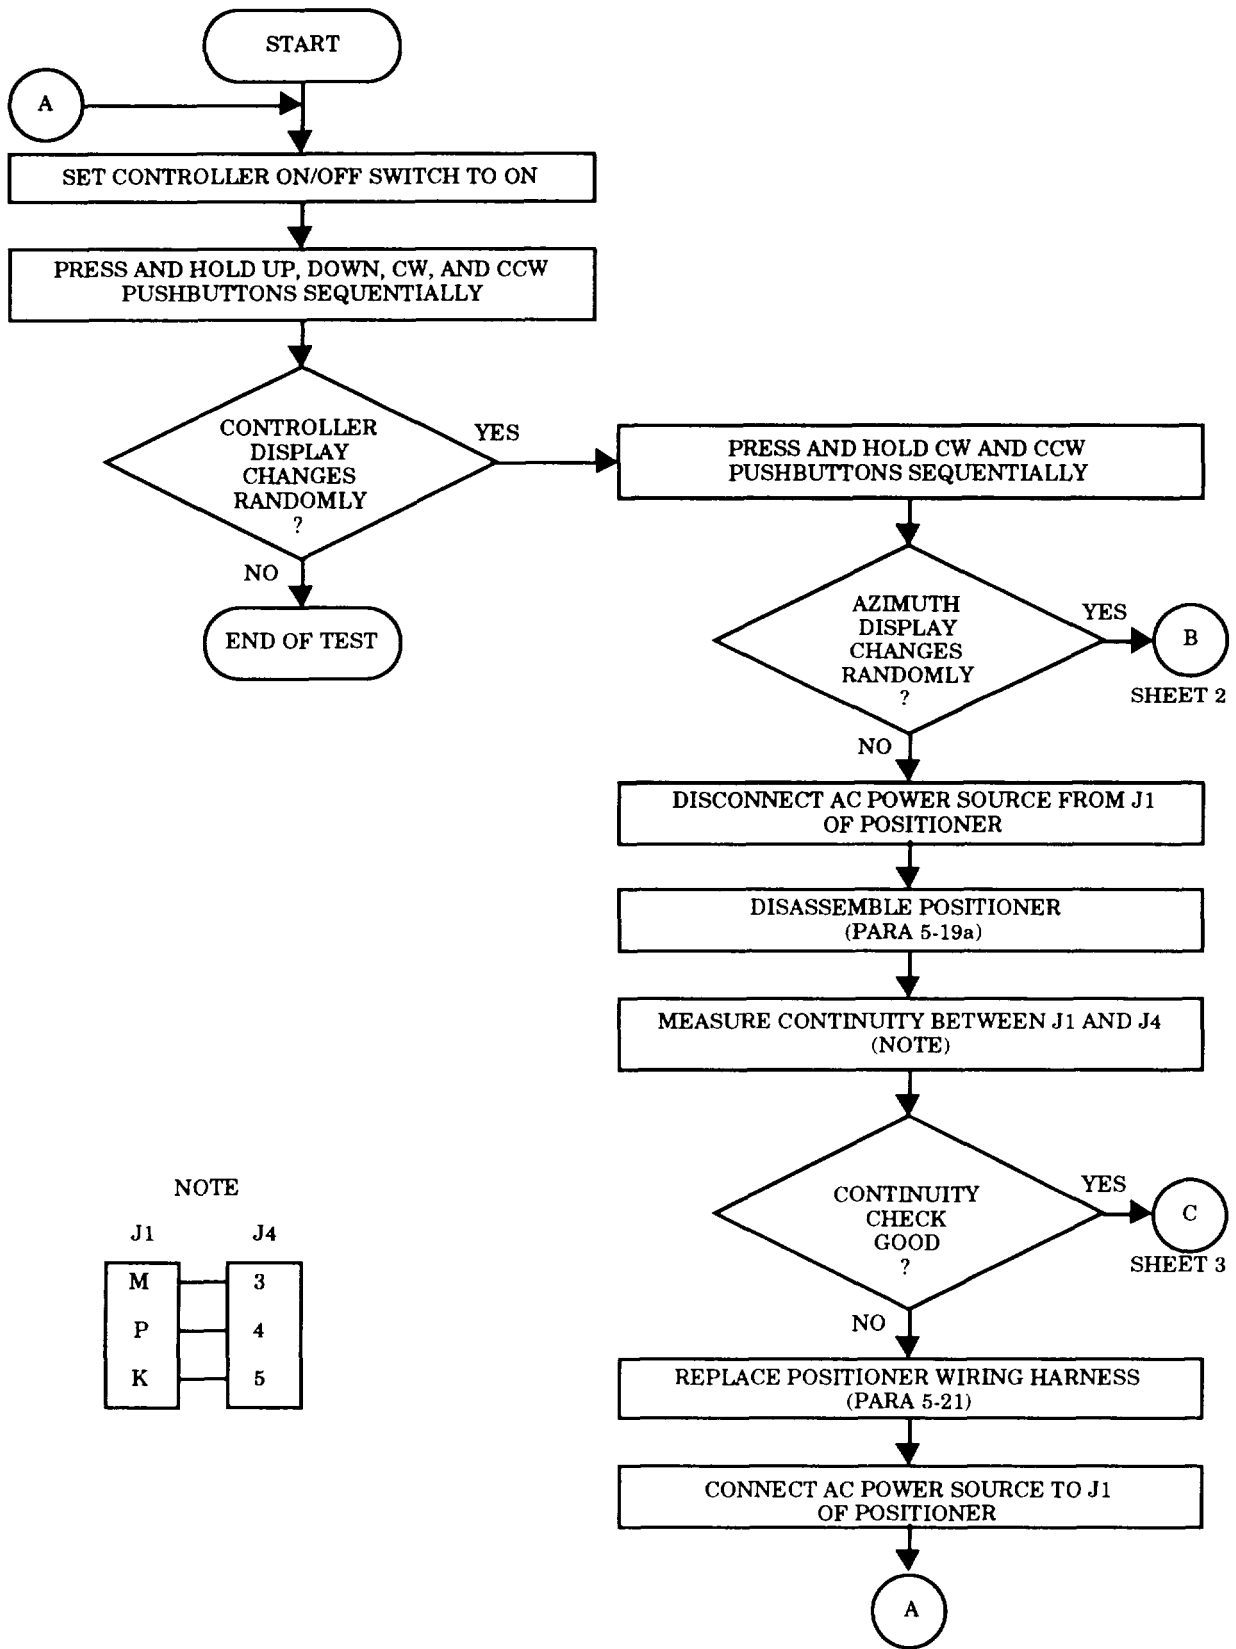 START
A
SET CONTROLLER ON/OFF SWITCH TO ON
PRESS AND HOLD UP, DOWN, CW, AND CCW
PUSHBUTTONS SEQUENTIALLY
CONTROLLER
DISPLAY
CHANGES
RANDOMLY
?
YES
NO
END OF TEST
PRESS AND HOLD CW AND CCW
PUSHBUTTONS SEQUENTIALLY
AZIMUTH
DISPLAY
CHANGES
RANDOMLY
?
YES
B
SHEET 2
NO
DISCONNECT AC POWER SOURCE FROM J1
OF POSITIONER
DISASSEMBLE POSITIONER
(PARA 5-19a)
MEASURE CONTINUITY BETWEEN J1 AND J4
(NOTE)
CONTINUITY
CHECK
GOOD
?
YES
C
SHEET 3
NO
REPLACE POSITIONER WIRING HARNESS
(PARA 5-21)
CONNECT AC POWER SOURCE TO J1
OF POSITIONER
A
NOTE
J1 J4
M 3
P 4
K 5